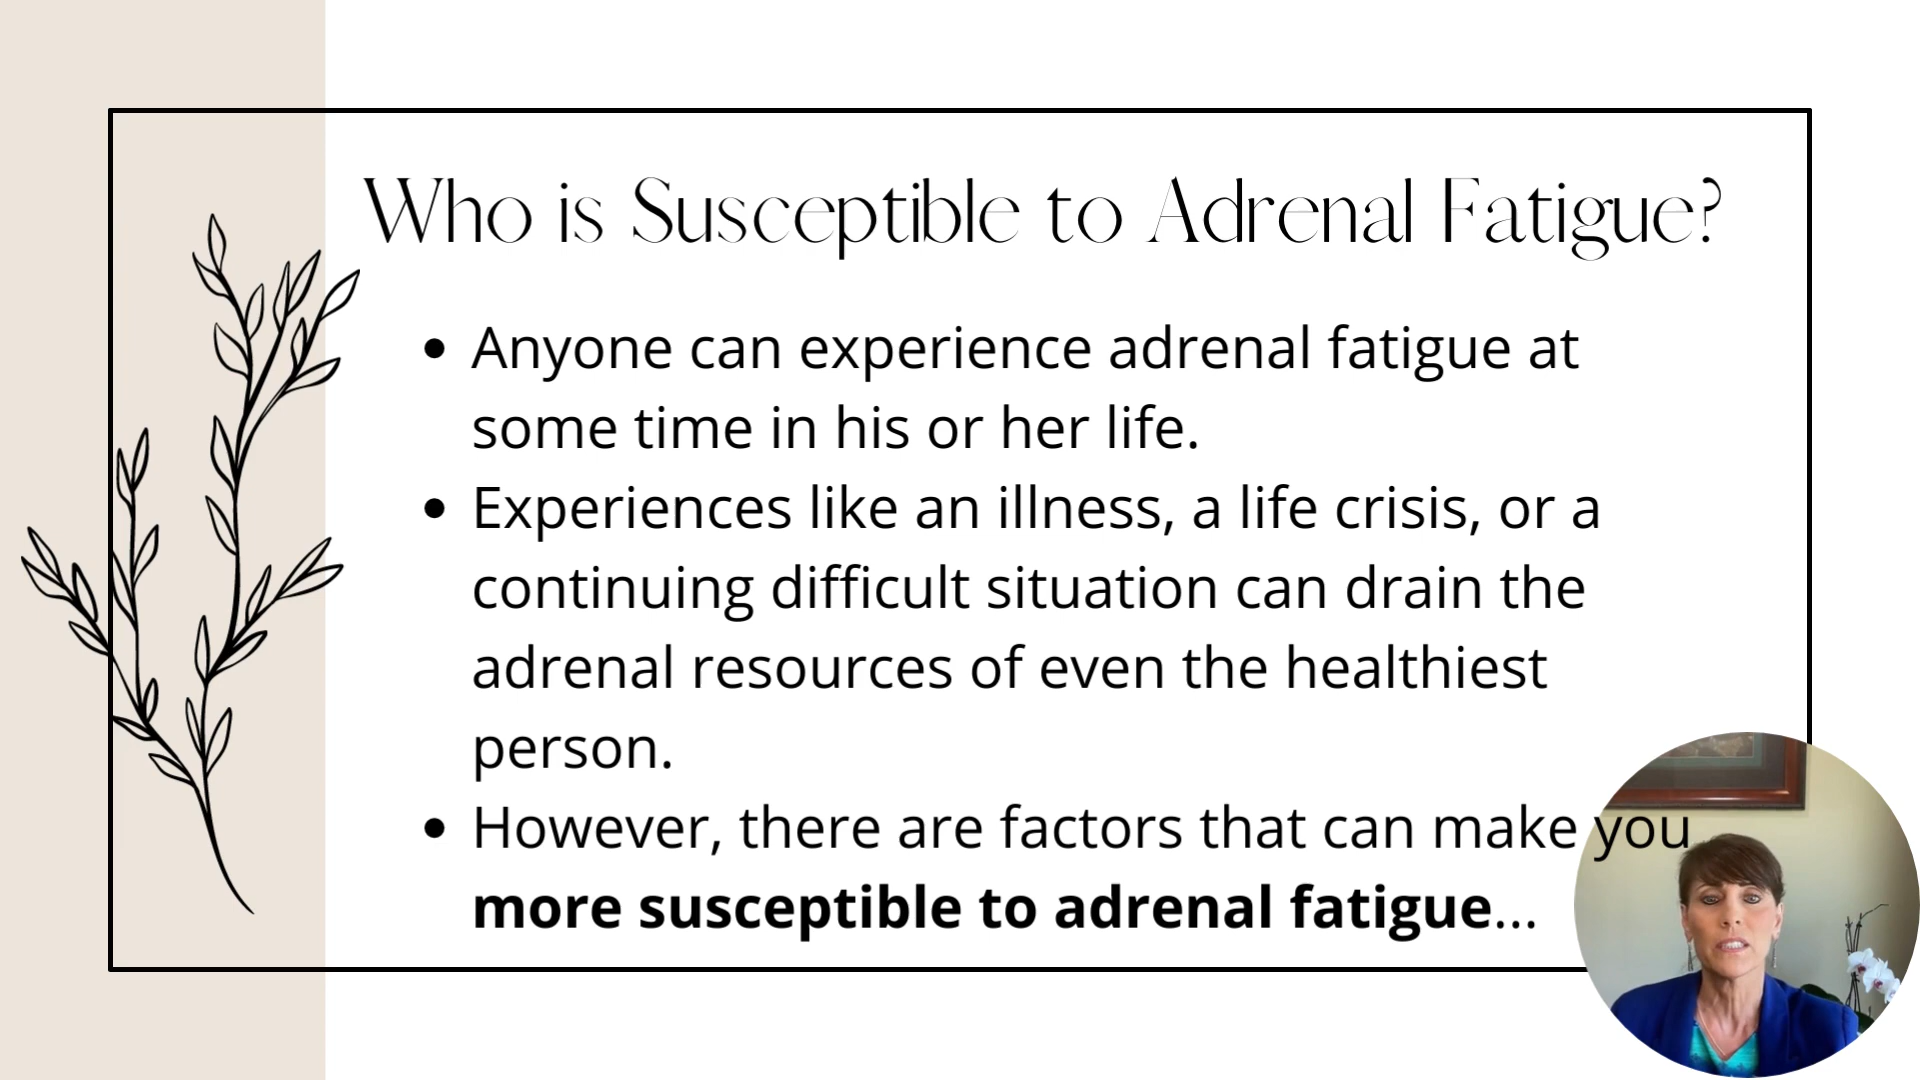 Who is Susceptible to Adrenal Fatigue?
• Anyone can experience adrenal fatigue at
some time in his or her life.
• Experiences like an illness, a life crisis, or a
continuing difficult situation can drain the
adrenal resources of even the healthiest
person.
• However, there are factors that can make you
more susceptible to adrenal fatigue...